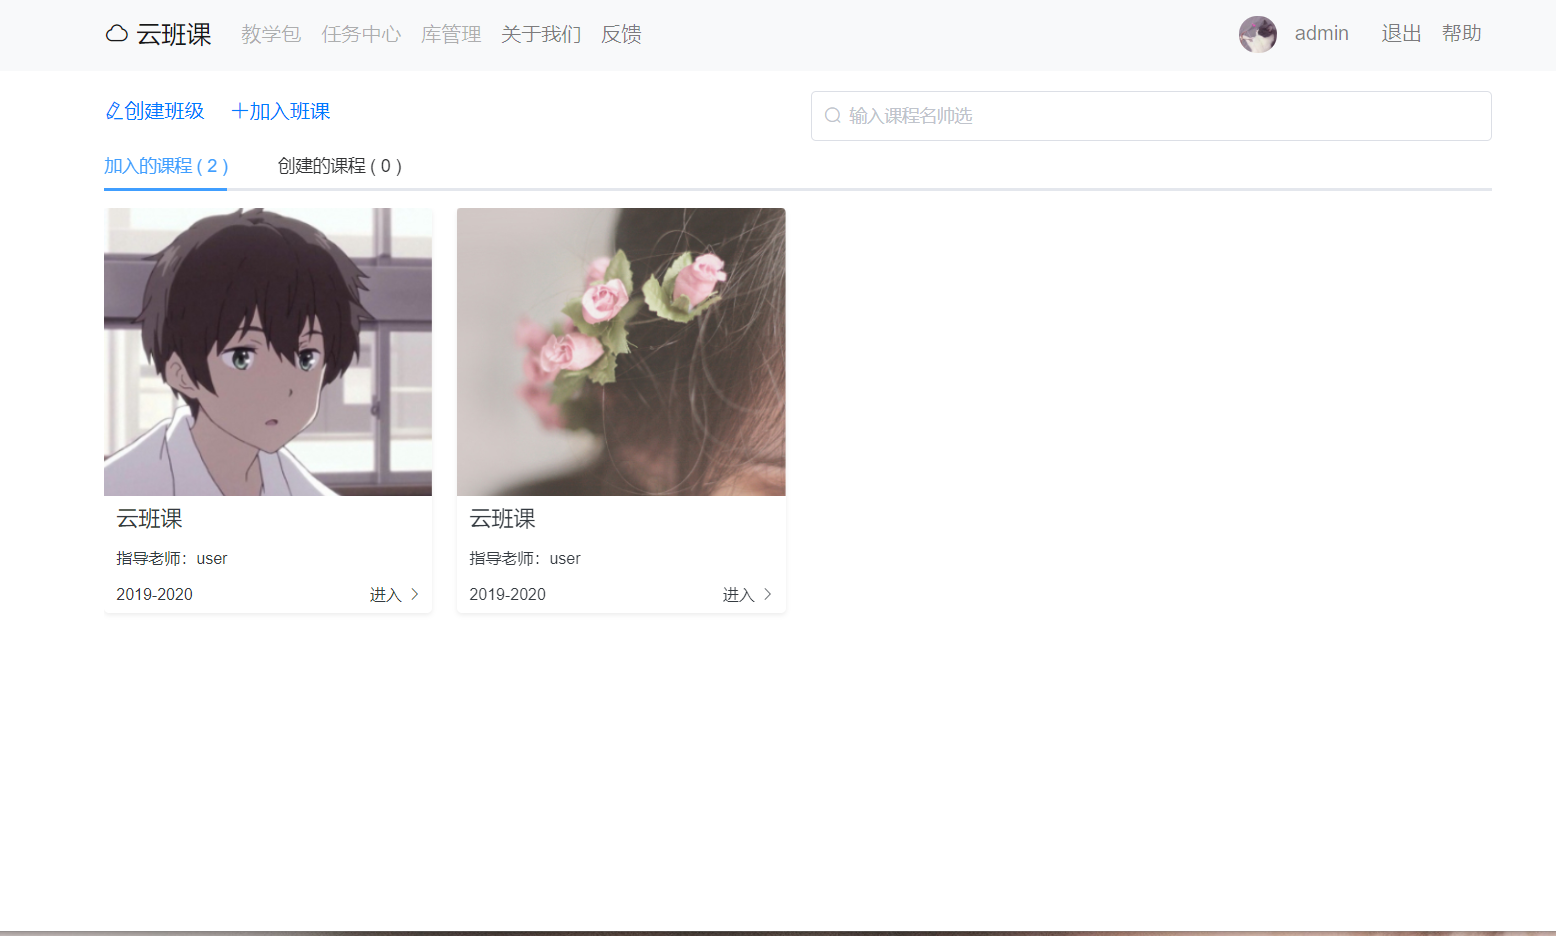 云班课 教学包 任务中心 库管理 关于我们 反馈 admin 退出 帮助
创建班级 加入班课
输入课程名帅选
加入的课程 ( 2 ) 创建的课程 ( 0 )
云班课
指导老师：user
2019-2020 进入
云班课
指导老师：user
2019-2020 进入